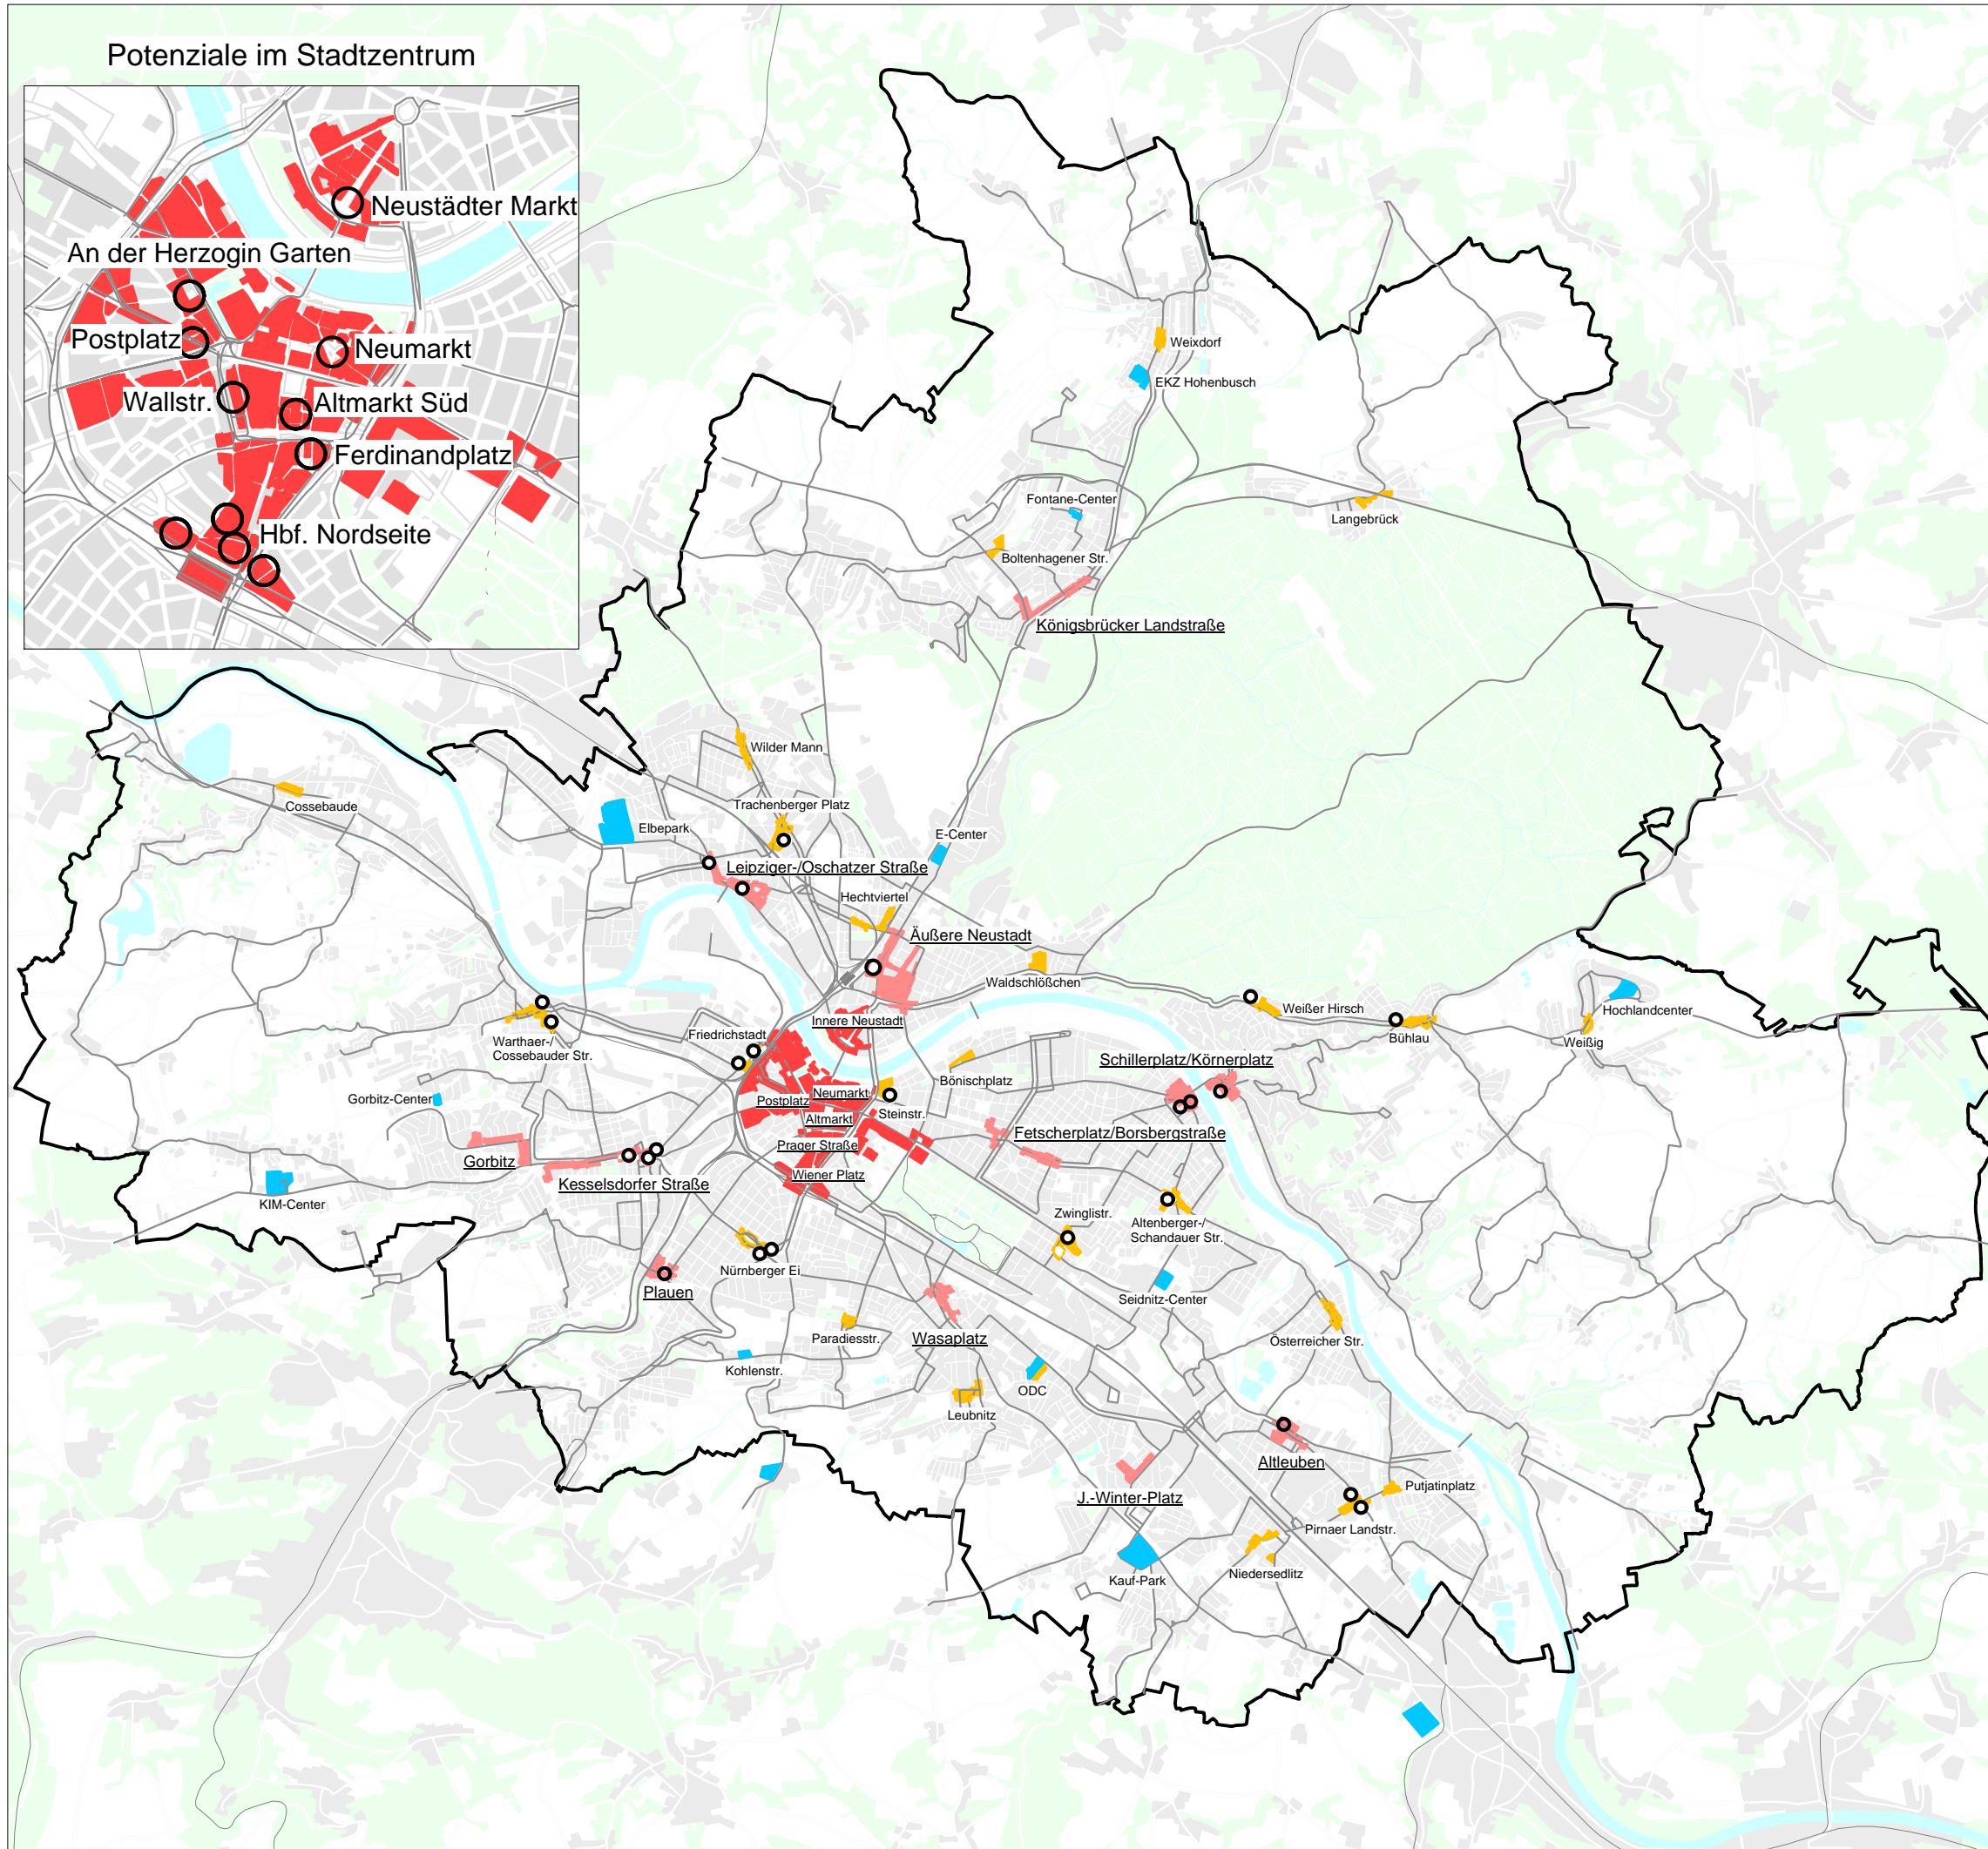 Potenziale im Stadtzentrum
Neustädter Markt
An der Herzogin Garten
Postplatz
Neumarkt
Wallstr.
Altmarkt Süd
Ferdinandplatz
Hbf. Nordseite
Weixdorf
EKZ Hohenbusch
Fontane-Center
Langebrück
Boltenhagener Str.
Königsbrücker Landstraße
Wilder Mann
Cossebaude
Trachenberger Platz
Elbepark
E-Center
Leipziger-/Oschatzer Straße
Hechtviertel
Äußere Neustadt
Waldschlößchen
Weißer Hirsch
Hochlandcenter
Innere Neustadt
Friedrichstadt
Bühlau
Weißig
Warthaer-/
Cossebauder Str.
Schillerplatz/Körnerplatz
Bönischplatz
Gorbitz-Center
Neumarkt
Postplatz
Steinstr.
Altmarkt
Fetscherplatz/Borsbergstraße
Prager Straße
Gorbitz
Wiener Platz
Kesselsdorfer Straße
KIM-Center
Zwinglistr.
Altenberger-/
Schandauer Str.
Nürnberger Ei
Plauen
Seidnitz-Center
Paradiesstr.
Wasaplatz
Österreicher Str.
Kohlenstr.
ODC
Leubnitz
Altleuben
Putjatinplatz
J.-Winter-Platz
Pirnaer Landstr.
Niedersedlitz
Kauf-Park